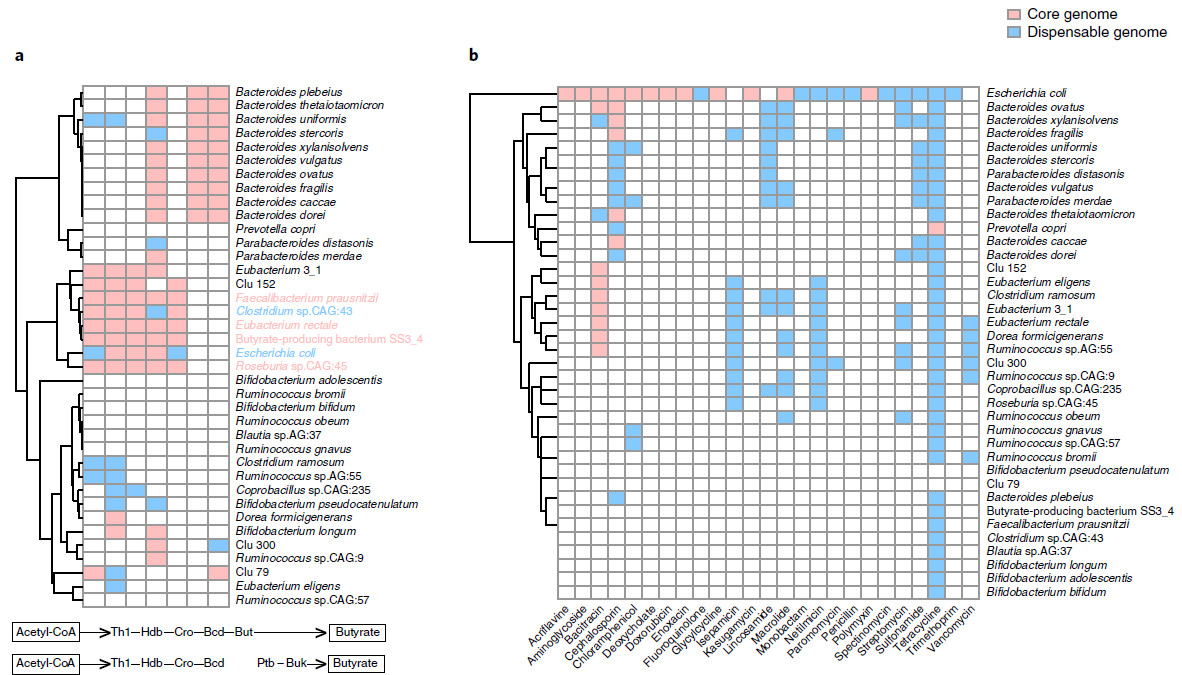 Core genome
Dispensable genome
a
b
Bacteroides plebeius
Bacteroides thetaiotaomicron
Bacteroides uniformis
Bacteroides stercoris
Bacteroides xylanisolvens
Bacteroides vulgatus
Bacteroides ovatus
Bacteroides fragilis
Bacteroides caccae
Bacteroides dorei
Prevotella copri
Parabacteroides distasonis
Parabacteroides merdae
Eubacterium 3_1
Clu 152
Faecallbacterium prausnitzii
Clostridium sp.CAG:43
Eubacterium rectale
Butyrate-producing bacterium SS3_4
Escherichia coli
Roseburia sp.CAG:45
Bifidobacterium adolescentis
Ruminococcus bromii
Bifidobacterium bifidum
Ruminococcus obeum
Blautia sp.AG:37
Ruminococcus gnavus
Clostridium ramosum
Ruminococcus sp.AG:55
Coprobacillus sp.CAG:235
Bifidobacterium pseudocatenulatum
Dorea formicigenerans
Bifidobacterium longum
Clu 300
Ruminococcus sp.CAG:9
Clu 79
Eubacterium eligens
Ruminococcus sp.CAG:57
Acetyl-CoA Th1—Hdb—Cro—Bcd—But Butyrate
Acetyl-CoA Th1—Hdb—Cro—Bcd Ptb—Buk Butyrate
Escherichia coli
Bacteroides ovatus
Bacteroides xylanisolvens
Bacteroides fragilis
Bacteroides uniformis
Bacteroides stercoris
Parabacteroides distasonis
Bacteroides vulgatus
Parabacteroides merdae
Bacteroides thetaiotaomicron
Prevotella copri
Bacteroides caccae
Bacteroides dorei
Clu 152
Eubacterium eligens
Clostridium ramosum
Eubacterium 3_1
Eubacterium rectale
Dorea formicigenerans
Ruminococcus sp.AG:55
Clu 300
Ruminococcus sp.CAG:9
Coprobacillus sp.CAG:235
Roseburia sp.CAG:45
Ruminococcus obeum
Ruminococcus gnavus
Ruminococcus sp.CAG:57
Ruminococcus bromii
Bifidobacterium pseudocatenulatum
Clu 79
Bacteroides plebeius
Butyrate-producing bacterium SS3_4
Faecallibacterium prausnitzii
Clostridium sp.CAG:43
Blautia sp.AG:37
Bifidobacterium longum
Bifidobacterium adolescentis
Bifidobacterium bifidum
Acriflavine
Aminoglycoside
Bacitracin
Cephalosporin
Chloramphenicol
Deoxycholate
Doxorubicin
Enoxacin
Fluoroquinolone
Glycylcycline
Isepamicin
Kasugamycin
Lincosamide
Macrolide
Monobactam
Netilmicin
Paromomycin
Penicillin
Polymyxin
Spectinomycin
Streptomycin
Sulfonamide
Tetracycline
Trimethoprim
Vancomycin